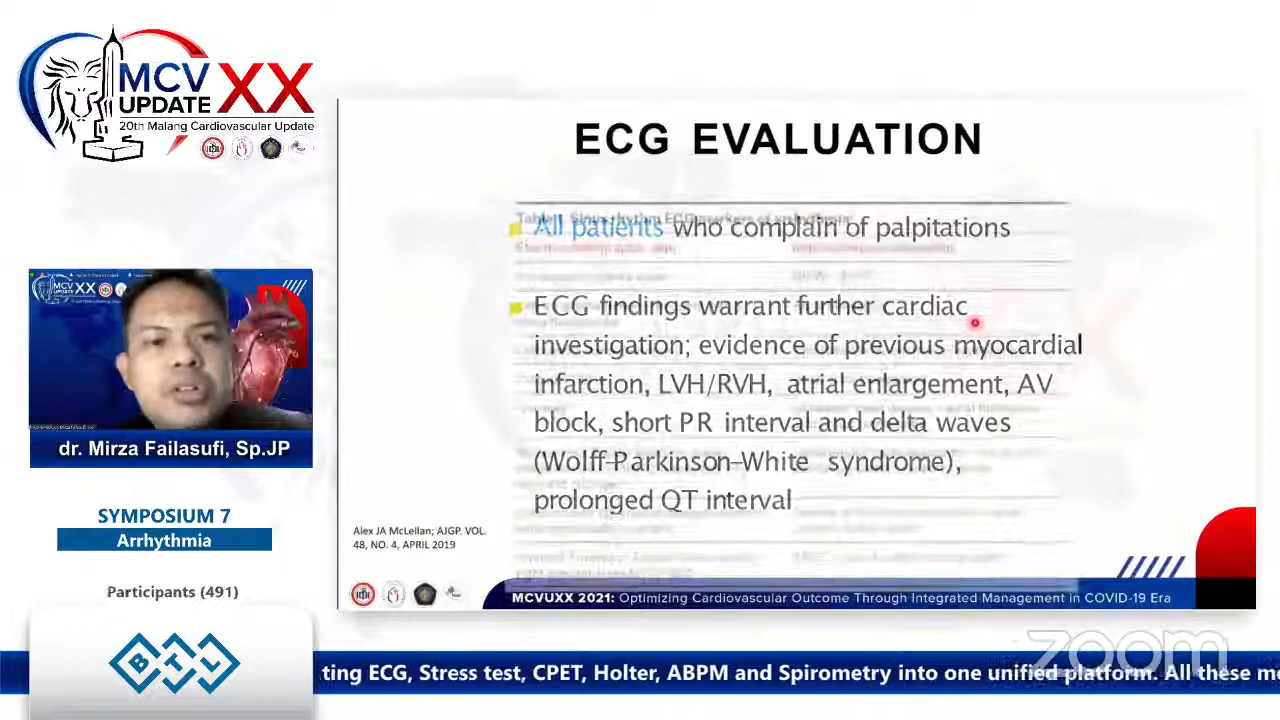 MCV
UPDATE
XX
20th Malang Cardiovascular Update
ECG EVALUATION
All patients who complain of palpitations
ECG findings warrant further cardiac
investigation; evidence of previous myocardial
infarction, LVH/RVH, atrial enlargement, AV
block, short PR interval and delta waves
(Wolff-Parkinson-White syndrome),
prolonged QT interval
Alex JA McLellan; AJGP. VOL.
48, NO. 4, APRIL 2019
MCVUXX 2021: Optimizing Cardiovascular Outcome Through Integrated Management in COVID-19 Era
MCV
UPDATE
XX
dr. Mirza Failasufi, Sp.JP
SYMPOSIUM 7
Arrhythmia
Participants (491)
BTL
zoom
ting ECG, Stress test, CPET, Holter, ABPM and Spirometry into one unified platform. All these